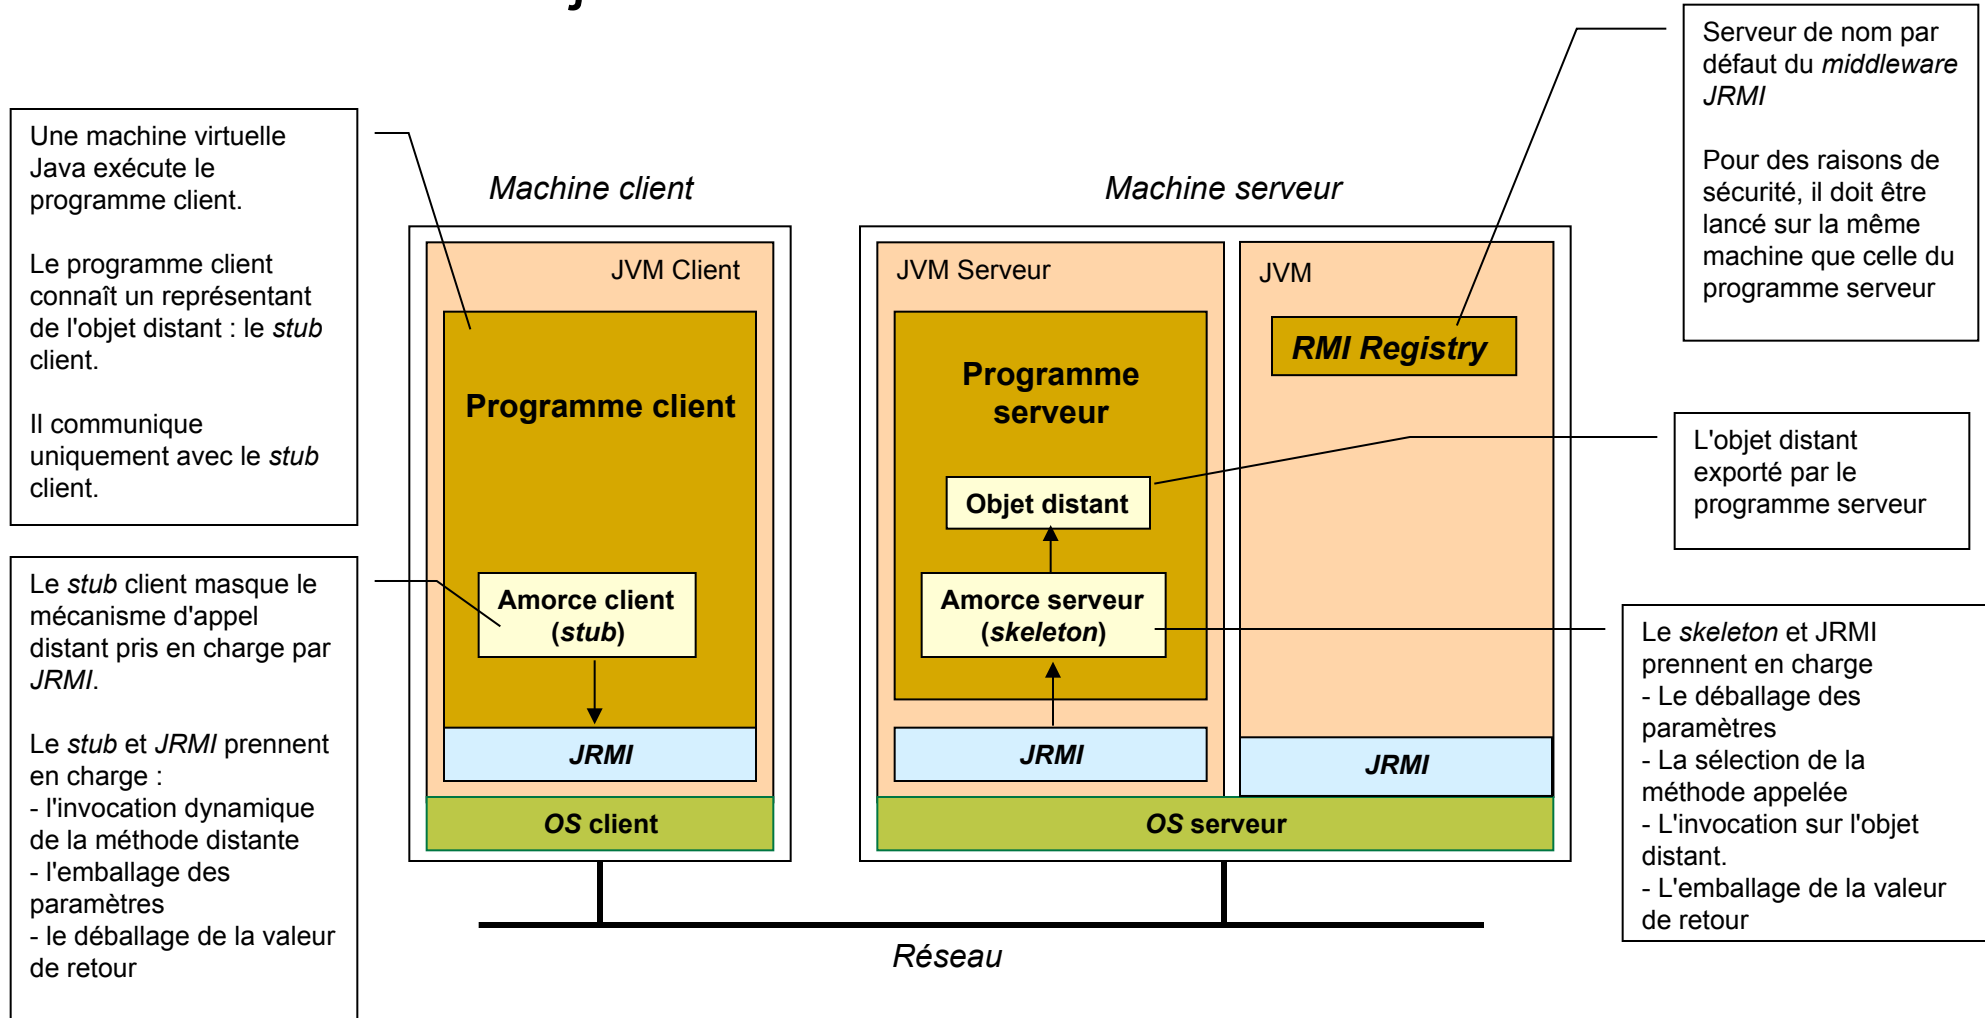 j
Serveur de nom par
défaut du middleware
JRMI
Pour des raisons de
sécurité, il doit être
lancé sur la même
machine que celle du
programme serveur
Une machine virtuelle
Java exécute le
programme client.
Le programme client
connaît un représentant
de l'objet distant : le stub
client.
Il communique
uniquement avec le stub
client.
Machine client
Machine serveur
JVM Client
JVM Serveur
JVM
RMI Registry
Programme client
Programme
serveur
L'objet distant
exporté par le
programme serveur
Objet distant
Le stub client masque le
mécanisme d'appel
distant pris en charge par
JRMI.
Le stub et JRMI prennent
en charge :
- l'invocation dynamique
de la méthode distante
- l'emballage des
paramètres
- le déballage de la valeur
de retour
Amorce client
(stub)
Amorce serveur
(skeleton)
Le skeleton et JRMI
prennent en charge
- Le déballage des
paramètres
- La sélection de la
méthode appelée
- L'invocation sur l'objet
distant.
- L'emballage de la valeur
de retour
JRMI
JRMI
JRMI
OS client
OS serveur
Réseau